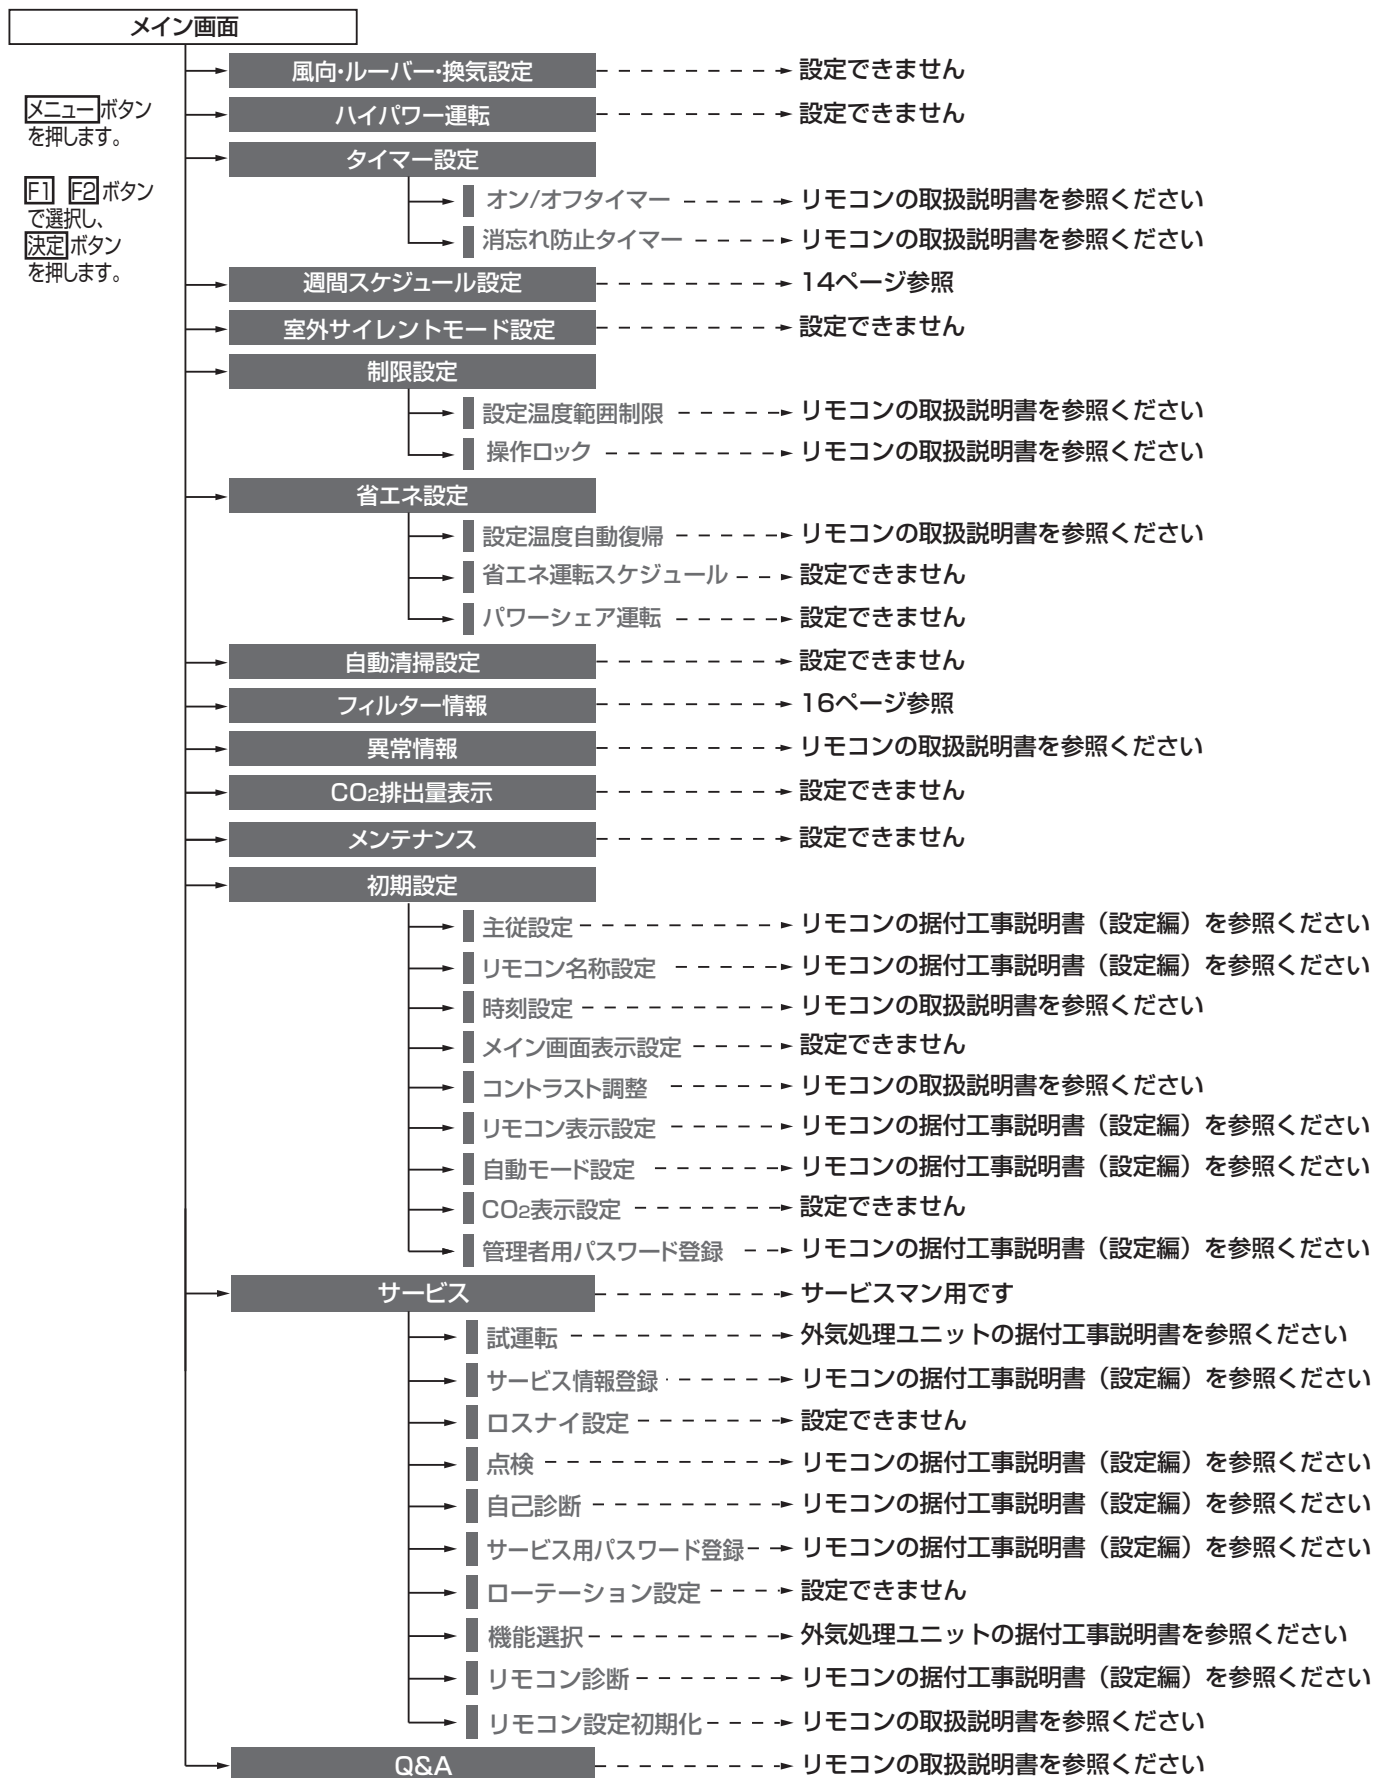 メイン画面
メニューボタン
を押します。
F1 F2ボタン
で選択し、
決定ボタン
を押します。
風向・ルーバー・換気設定 設定できません
ハイパワー運転 設定できません
タイマー設定
オン/オフタイマー リモコンの取扱説明書を参照ください
消忘れ防止タイマー リモコンの取扱説明書を参照ください
週間スケジュール設定 14ページ参照
室外サイレントモード設定 設定できません
制限設定
設定温度範囲制限 リモコンの取扱説明書を参照ください
操作ロック リモコンの取扱説明書を参照ください
省エネ設定
設定温度自動復帰 リモコンの取扱説明書を参照ください
省エネ運転スケジュール 設定できません
パワーシェア運転 設定できません
自動清掃設定 設定できません
フィルター情報 16ページ参照
異常情報 リモコンの取扱説明書を参照ください
CO2排出量表示 設定できません
メンテナンス 設定できません
初期設定
主従設定 リモコンの据付工事説明書（設定編）を参照ください
リモコン名称設定 リモコンの据付工事説明書（設定編）を参照ください
時刻設定 リモコンの取扱説明書を参照ください
メイン画面表示設定 設定できません
コントラスト調整 リモコンの取扱説明書を参照ください
リモコン表示設定 リモコンの据付工事説明書（設定編）を参照ください
自動モード設定 リモコンの据付工事説明書（設定編）を参照ください
CO2表示設定 設定できません
管理者用パスワード登録 リモコンの据付工事説明書（設定編）を参照ください
サービス サービスマン用です
試運転 外気処理ユニットの据付工事説明書を参照ください
サービス情報登録 リモコンの据付工事説明書（設定編）を参照ください
ロスナイ設定 設定できません
点検 リモコンの据付工事説明書（設定編）を参照ください
自己診断 リモコンの据付工事説明書（設定編）を参照ください
サービス用パスワード登録 リモコンの据付工事説明書（設定編）を参照ください
ローテーション設定 設定できません
機能選択 外気処理ユニットの据付工事説明書を参照ください
リモコン診断 リモコンの据付工事説明書（設定編）を参照ください
リモコン設定初期化 リモコンの取扱説明書を参照ください
Q&A リモコンの取扱説明書を参照ください